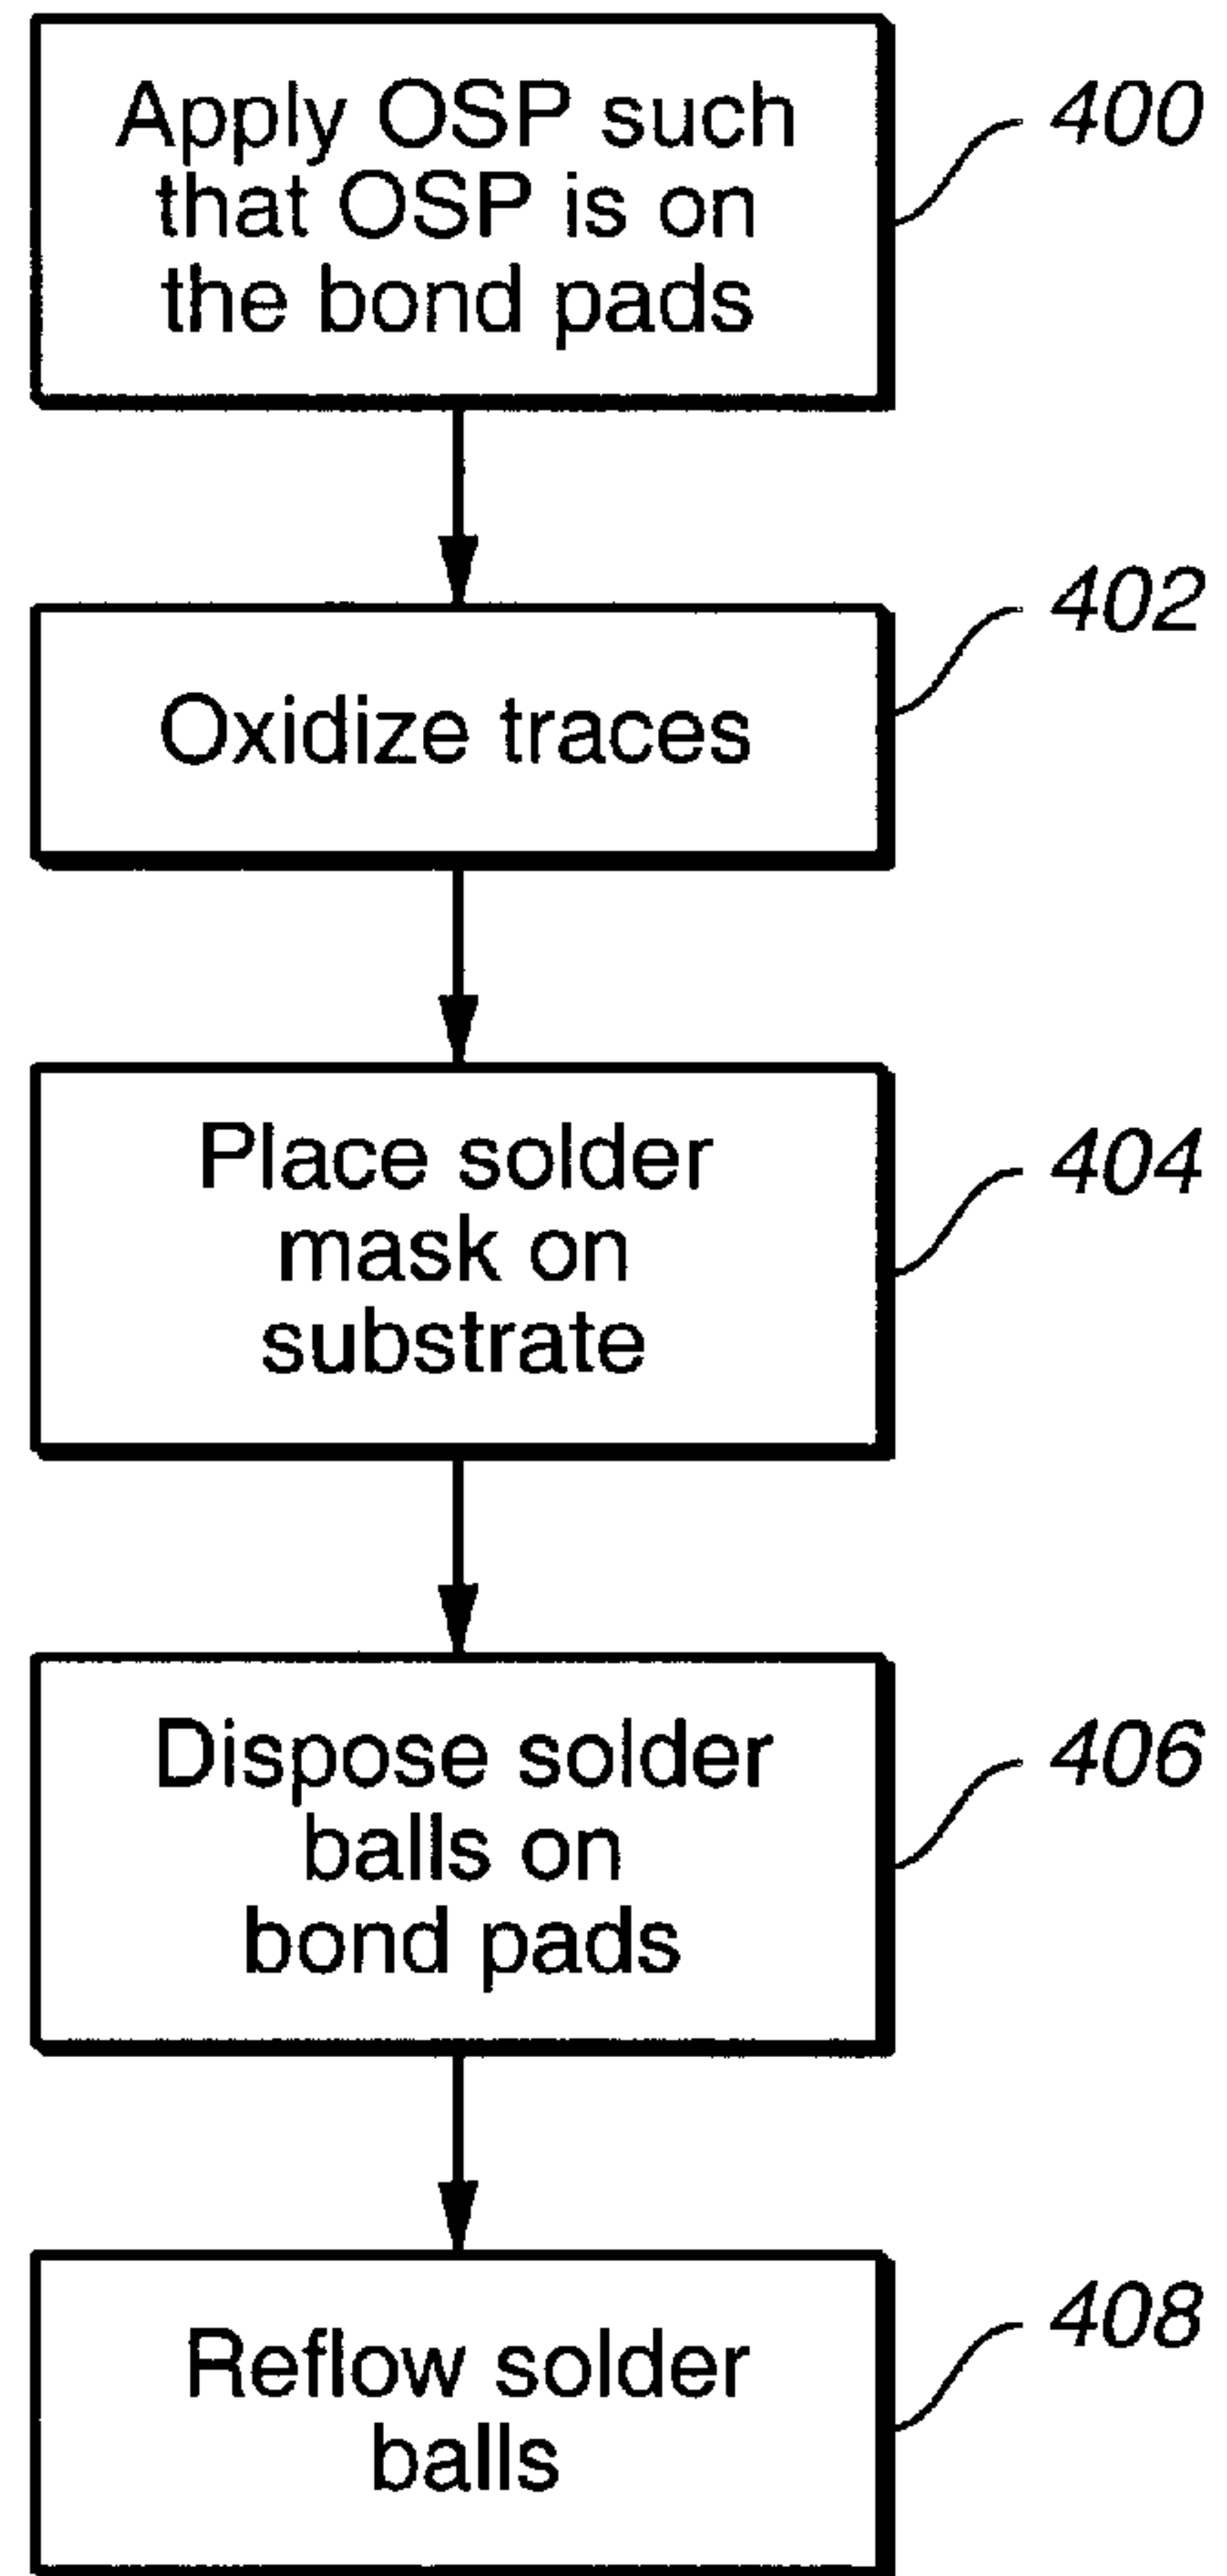 Apply OSP such
that OSP is on
the bond pads
400
Oxidize traces
402
Place solder
mask on
substrate
404
Dispose solder
balls on
bond pads
406
Reflow solder
balls
408